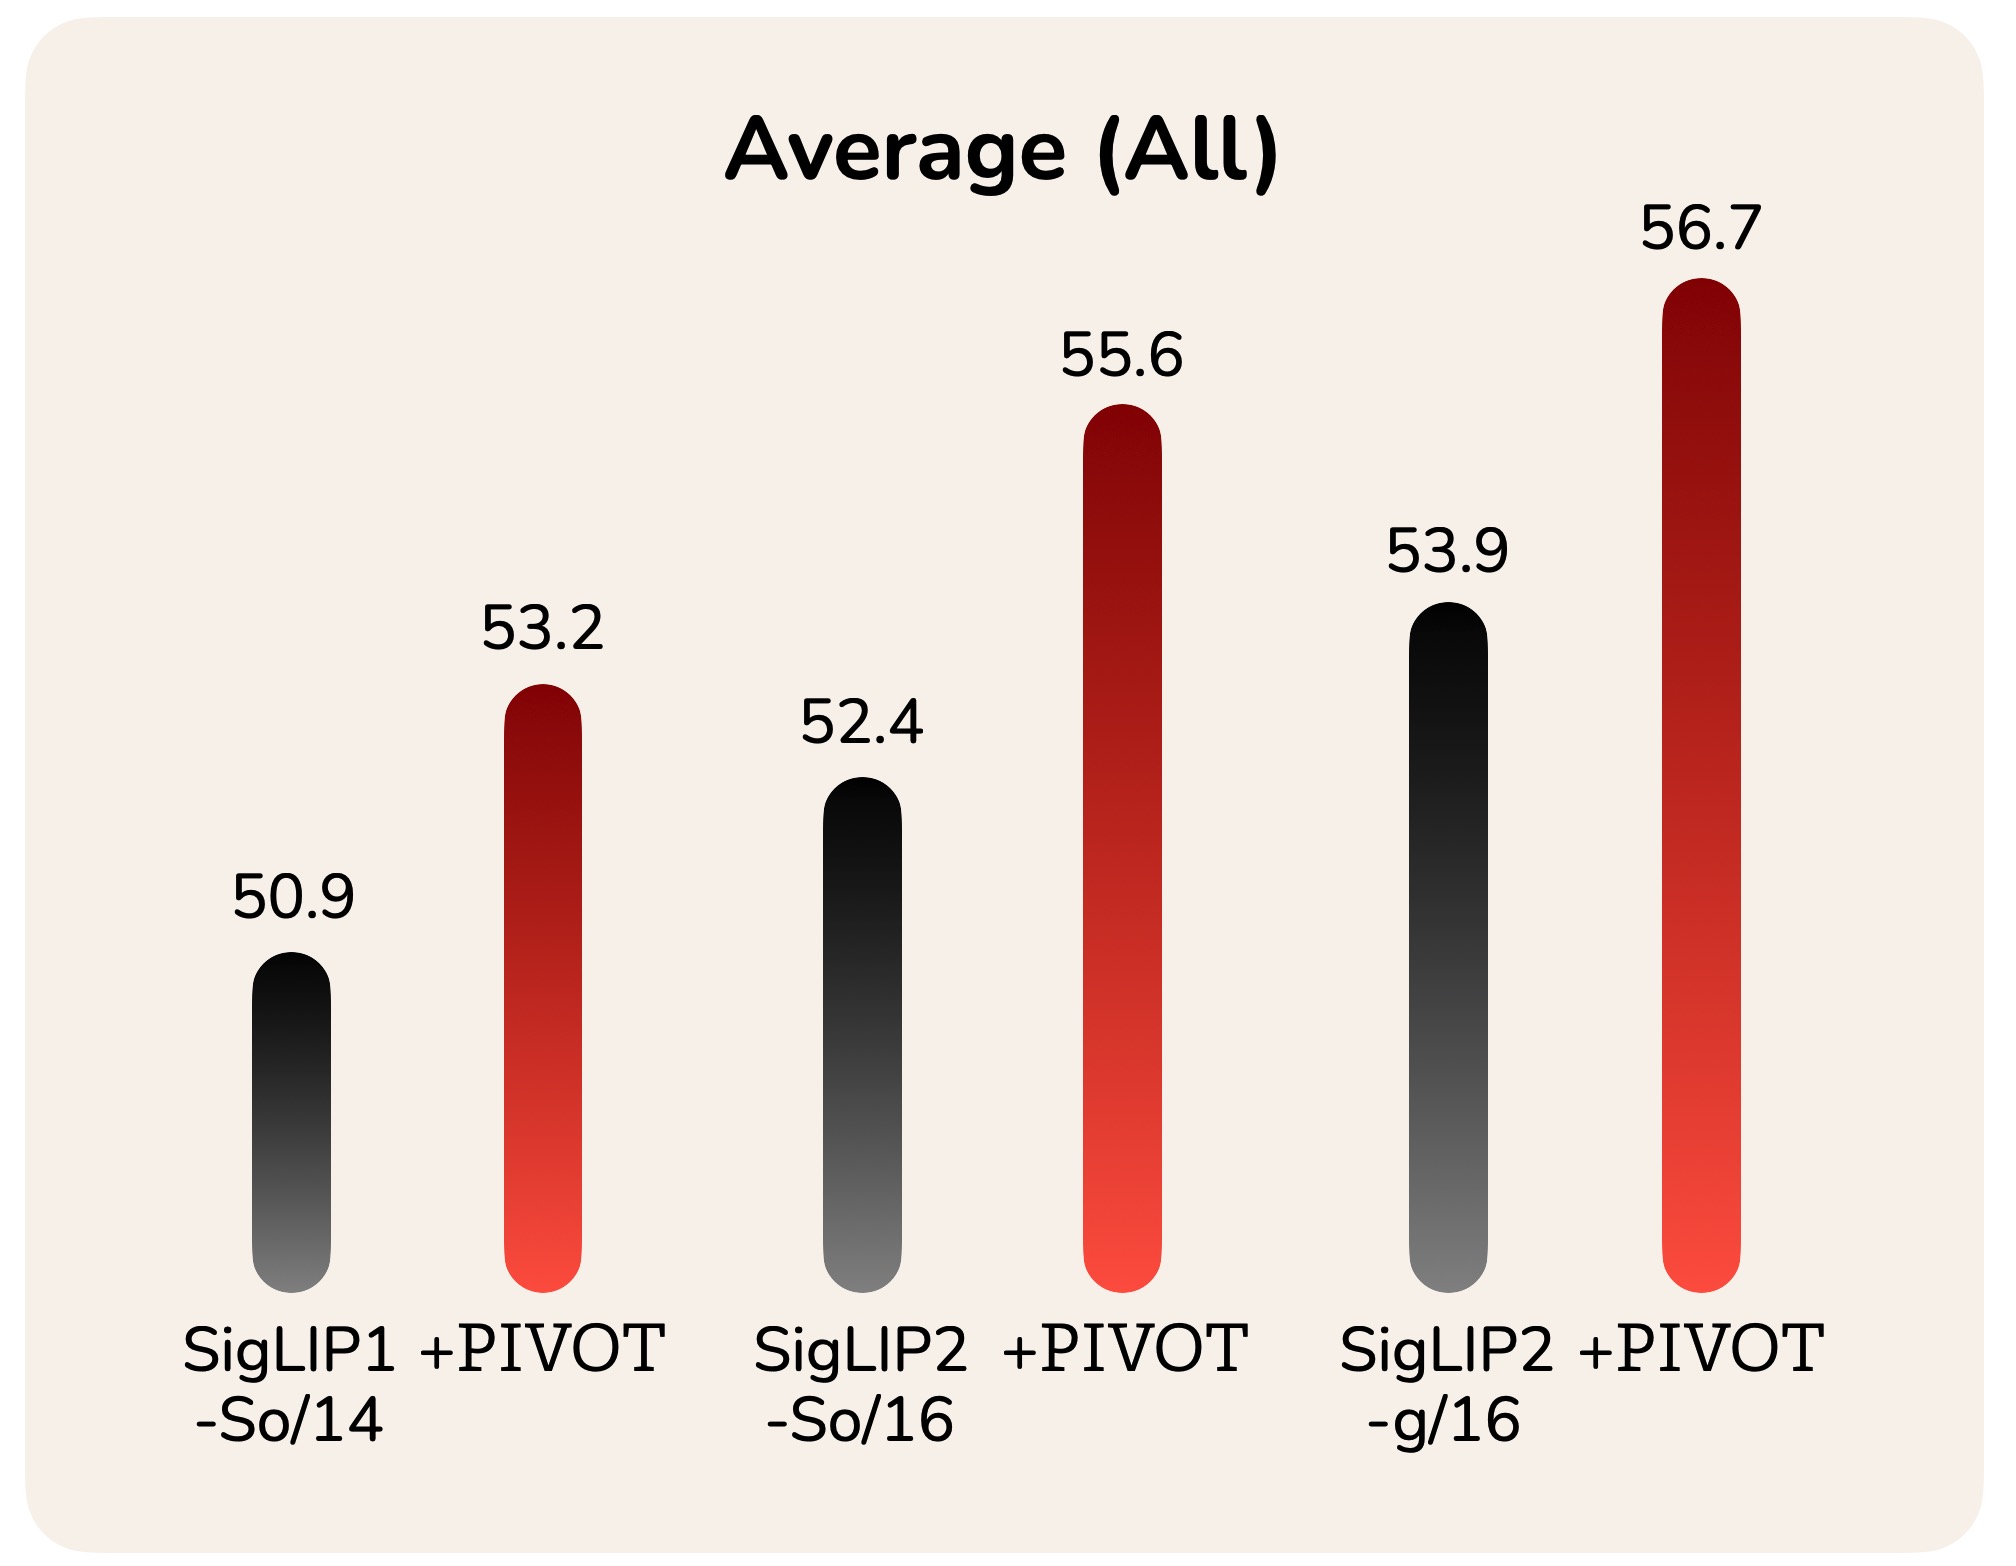 Average (All)
50.9
53.2
52.4
55.6
53.9
56.7
SigLIP1
-So/14
+PIVOT
SigLIP2
-So/16
+PIVOT
SigLIP2
-g/16
+PIVOT